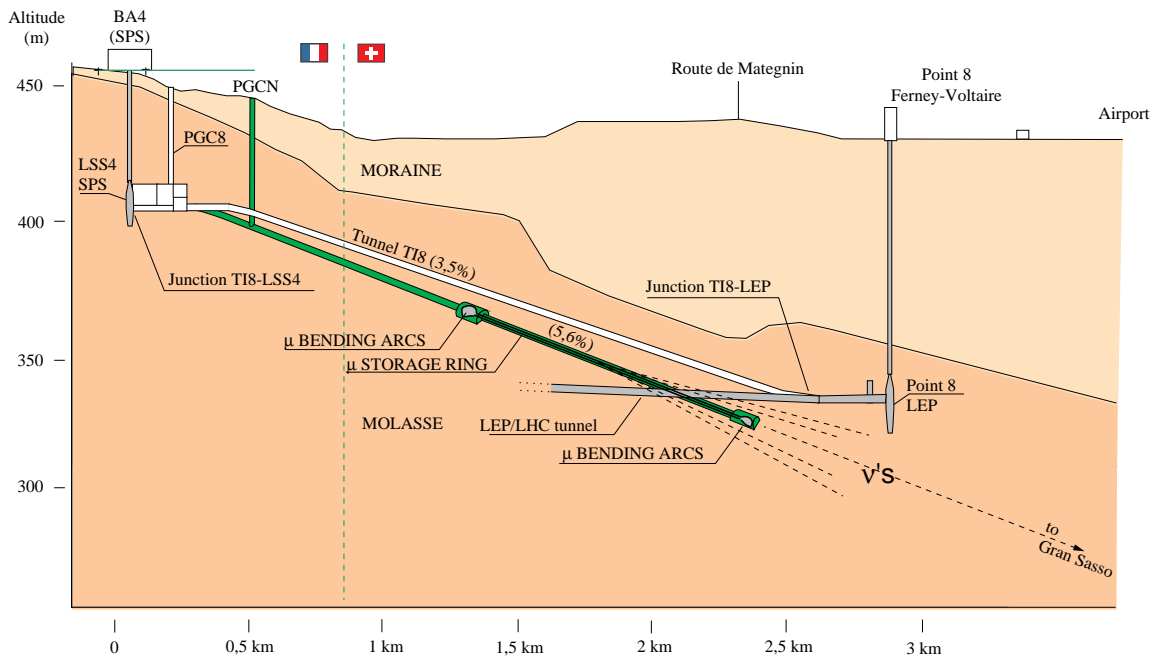 Altitude
(m)
BA4
(SPS)
450
PGCN
Route de Mategnin
Point 8
Ferney-Voltaire
Airport
PGC8
LSS4
SPS
MORAINE
400
Tunnel TI8 (3,5%)
Junction TI8-LSS4
Junction TI8-LEP
(5,6%)
μ BENDING ARCS
350
μ STORAGE RING
Point 8
LEP
MOLASSE
LEP/LHC tunnel
μ BENDING ARCS
ν's
300
to
Gran Sasso
0
0,5 km
1 km
1,5 km
2 km
2,5 km
3 km